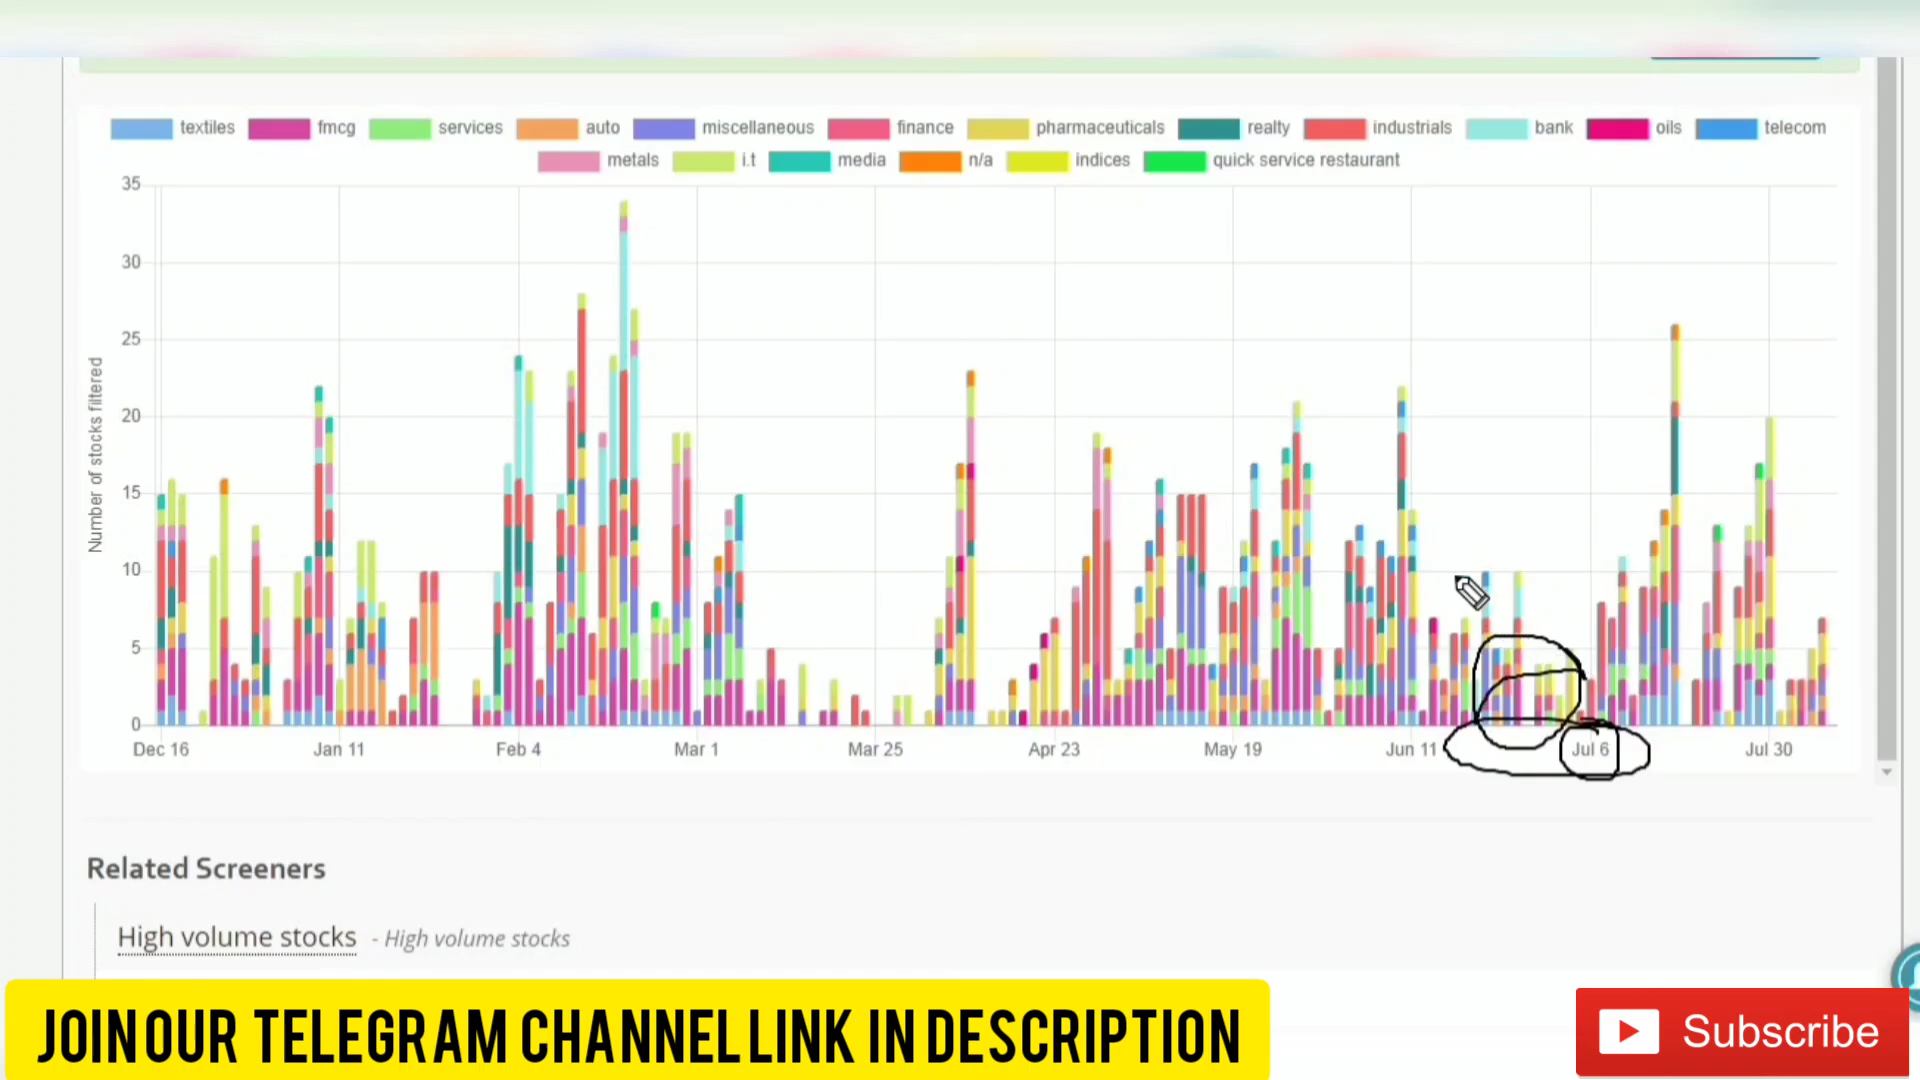 textiles fmcg services auto miscellaneous finance pharmaceuticals realty industrials bank oils telecom
metals i.t media n/a indices quick service restaurant
Number of stocks filtered
35
30
25
20
15
10
5
0
Dec 16 Jan 11 Feb 4 Mar 1 Mar 25 Apr 23 May 19 Jun 11 Jul 6 Jul 30
Related Screeners
High volume stocks - High volume stocks
JOIN OUR TELEGRAM CHANNEL LINK IN DESCRIPTION
Subscribe